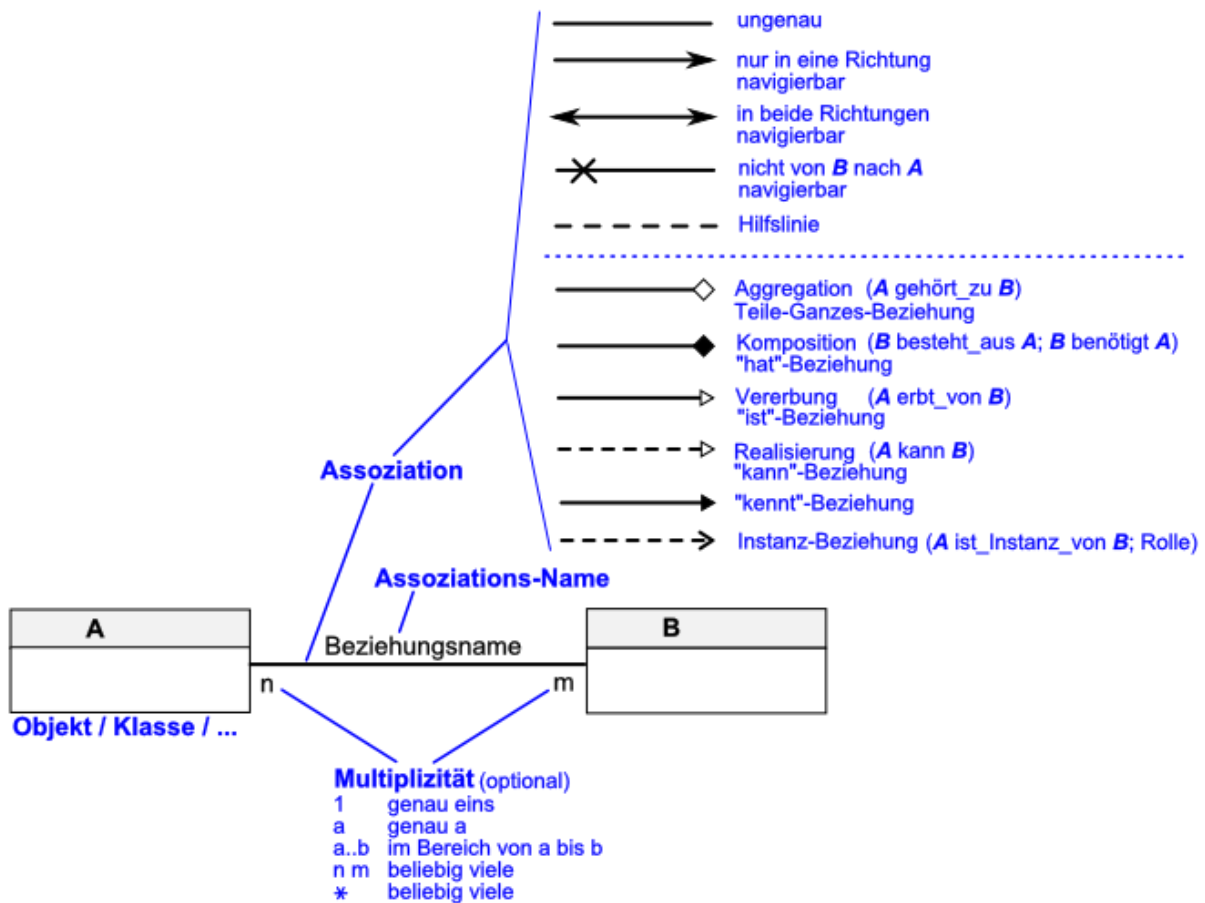 ungenau
nur in eine Richtung
navigierbar
in beide Richtungen
navigierbar
nicht von B nach A
navigierbar
Hilfslinie
Aggregation (A gehört_zu B)
Teile-Ganzes-Beziehung
Komposition (B besteht_aus A; B benötigt A)
"hat"-Beziehung
Vererbung (A erbt_von B)
"ist"-Beziehung
Realisierung (A kann B)
"kann"-Beziehung
"kennt"-Beziehung
Instanz-Beziehung (A ist_Instanz_von B; Rolle)
Assoziation
Assoziations-Name
A
B
Beziehungsname
n
m
Objekt / Klasse / ...
Multiplizität (optional)
1 genau eins
a genau a
a..b im Bereich von a bis b
n m beliebig viele
* beliebig viele